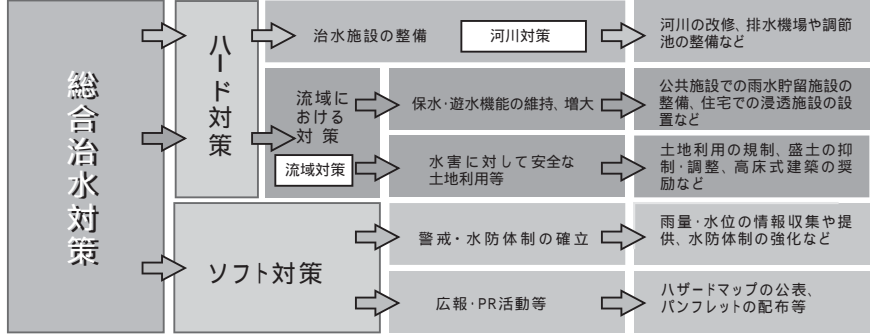 総合治水対策
ハード対策
治水施設の整備
河川対策
河川の改修、排水機場や調節
池の整備など
流域に
おける
対 策
流域対策
保水・遊水機能の維持、増大
公共施設での雨水貯留施設の
整備、住宅での浸透施設の設
置など
水害に対して安全な
土地利用等
土地利用の規制、盛土の抑
制・調整、高床式建築の奨
励など
ソフト対策
警戒・水防体制の確立
雨量・水位の情報収集や提
供、水防体制の強化など
広報・PR活動等
ハザードマップの公表、
パンフレットの配布等